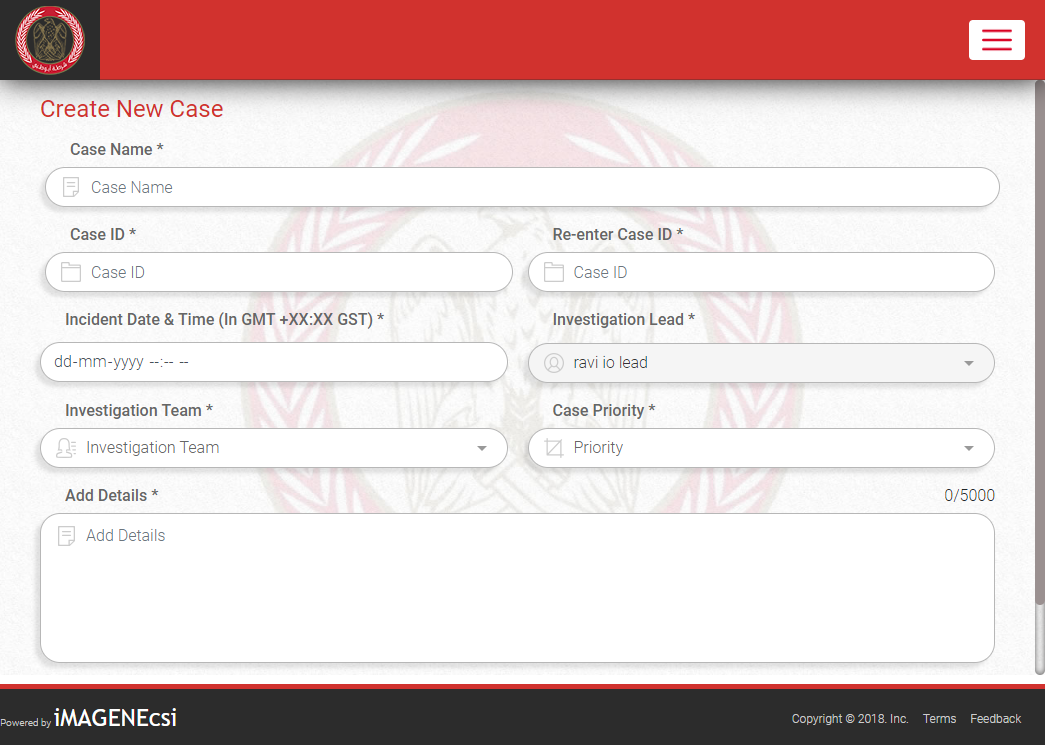 شرطة أبوظبي
Create New Case
Case Name *
Case Name
Case ID *
Re-enter Case ID *
Case ID
Case ID
Incident Date & Time (In GMT +XX:XX GST) *
Investigation Lead *
dd-mm-yyyy --:-- --
ravi io lead
Investigation Team *
Case Priority *
Investigation Team
Priority
Add Details *
0/5000
Add Details
Powered by iMAGENEcsi
Copyright © 2018. Inc. Terms Feedback